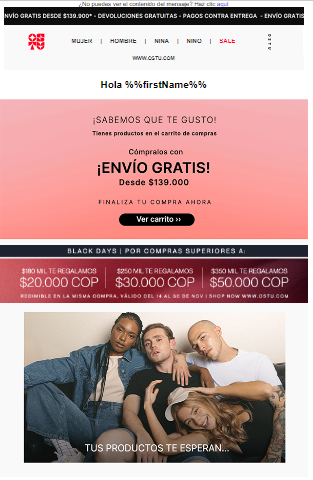 ¿No puedes ver el contenido del mensaje? Haz clic aquí
ENVÍO GRATIS DESDE $139.900* - DEVOLUCIONES GRATUITAS - PAGOS CONTRA ENTREGA - ENVÍO GRATIS
OSTU
MUJER | HOMBRE | NIÑA | NIÑO | SALE
OSTU
WWW.OSTU.COM
Hola %%firstName%%
¡SABEMOS QUE TE GUSTO!
Tienes productos en el carrito de compras
Cómpralos con
¡ENVÍO GRATIS!
Desde $139.000
FINALIZA TU COMPRA AHORA
Ver carrito ››
BLACK DAYS | POR COMPRAS SUPERIORES A:
$180 MIL TE REGALAMOS
$20.000 COP
$250 MIL TE REGALAMOS
$30.000 COP
$350 MIL TE REGALAMOS
$50.000 COP
REDIMIBLE EN LA MISMA COMPRA. VÁLIDO DEL 14 AL 30 DE NOV | SHOP NOW WWW.OSTU.COM
TUS PRODUCTOS TE ESPERAN...